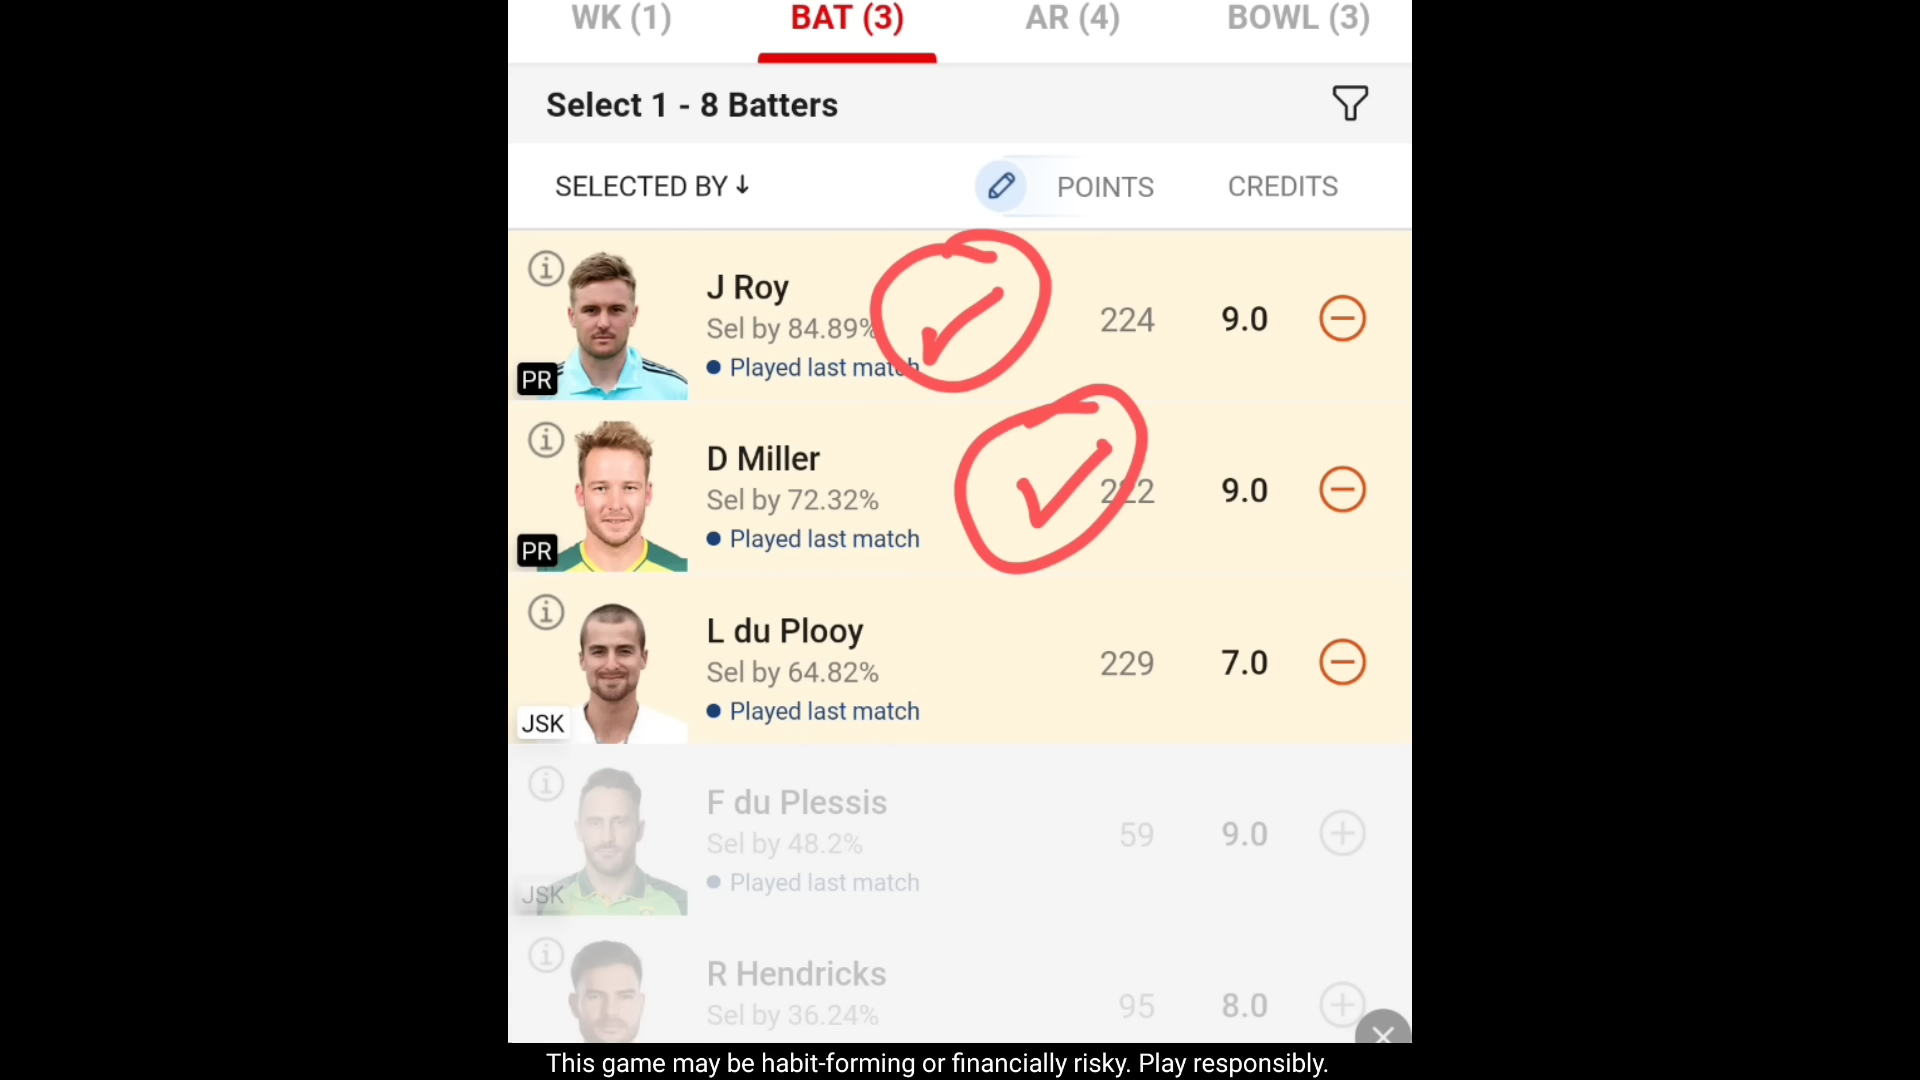 WK (1) BAT (3) AR (4) BOWL (3)
Select 1 - 8 Batters
SELECTED BY ↓ POINTS CREDITS
J Roy
Sel by 84.89%
Played last match
PR
224 9.0
D Miller
Sel by 72.32%
Played last match
PR
222 9.0
L du Plooy
Sel by 64.82%
Played last match
JSK
229 7.0
F du Plessis
Sel by 48.2%
Played last match
JSK
59 9.0
R Hendricks
Sel by 36.24%
95 8.0
This game may be habit-forming or financially risky. Play responsibly.